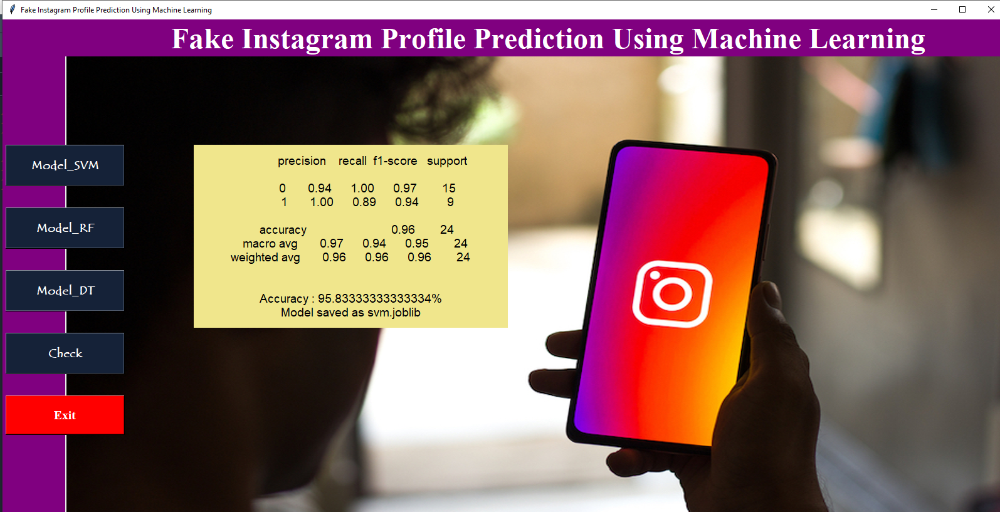 Fake Instagram Profile Prediction Using Machine Learning
Fake Instagram Profile Prediction Using Machine Learning
Model_SVM
Model_RF
Model_DT
Check
Exit
precision recall f1-score support
0 0.94 1.00 0.97 15
1 1.00 0.89 0.94 9
accuracy 0.96 24
macro avg 0.97 0.94 0.95 24
weighted avg 0.96 0.96 0.96 24
Accuracy : 95.83333333333334%
Model saved as svm.joblib